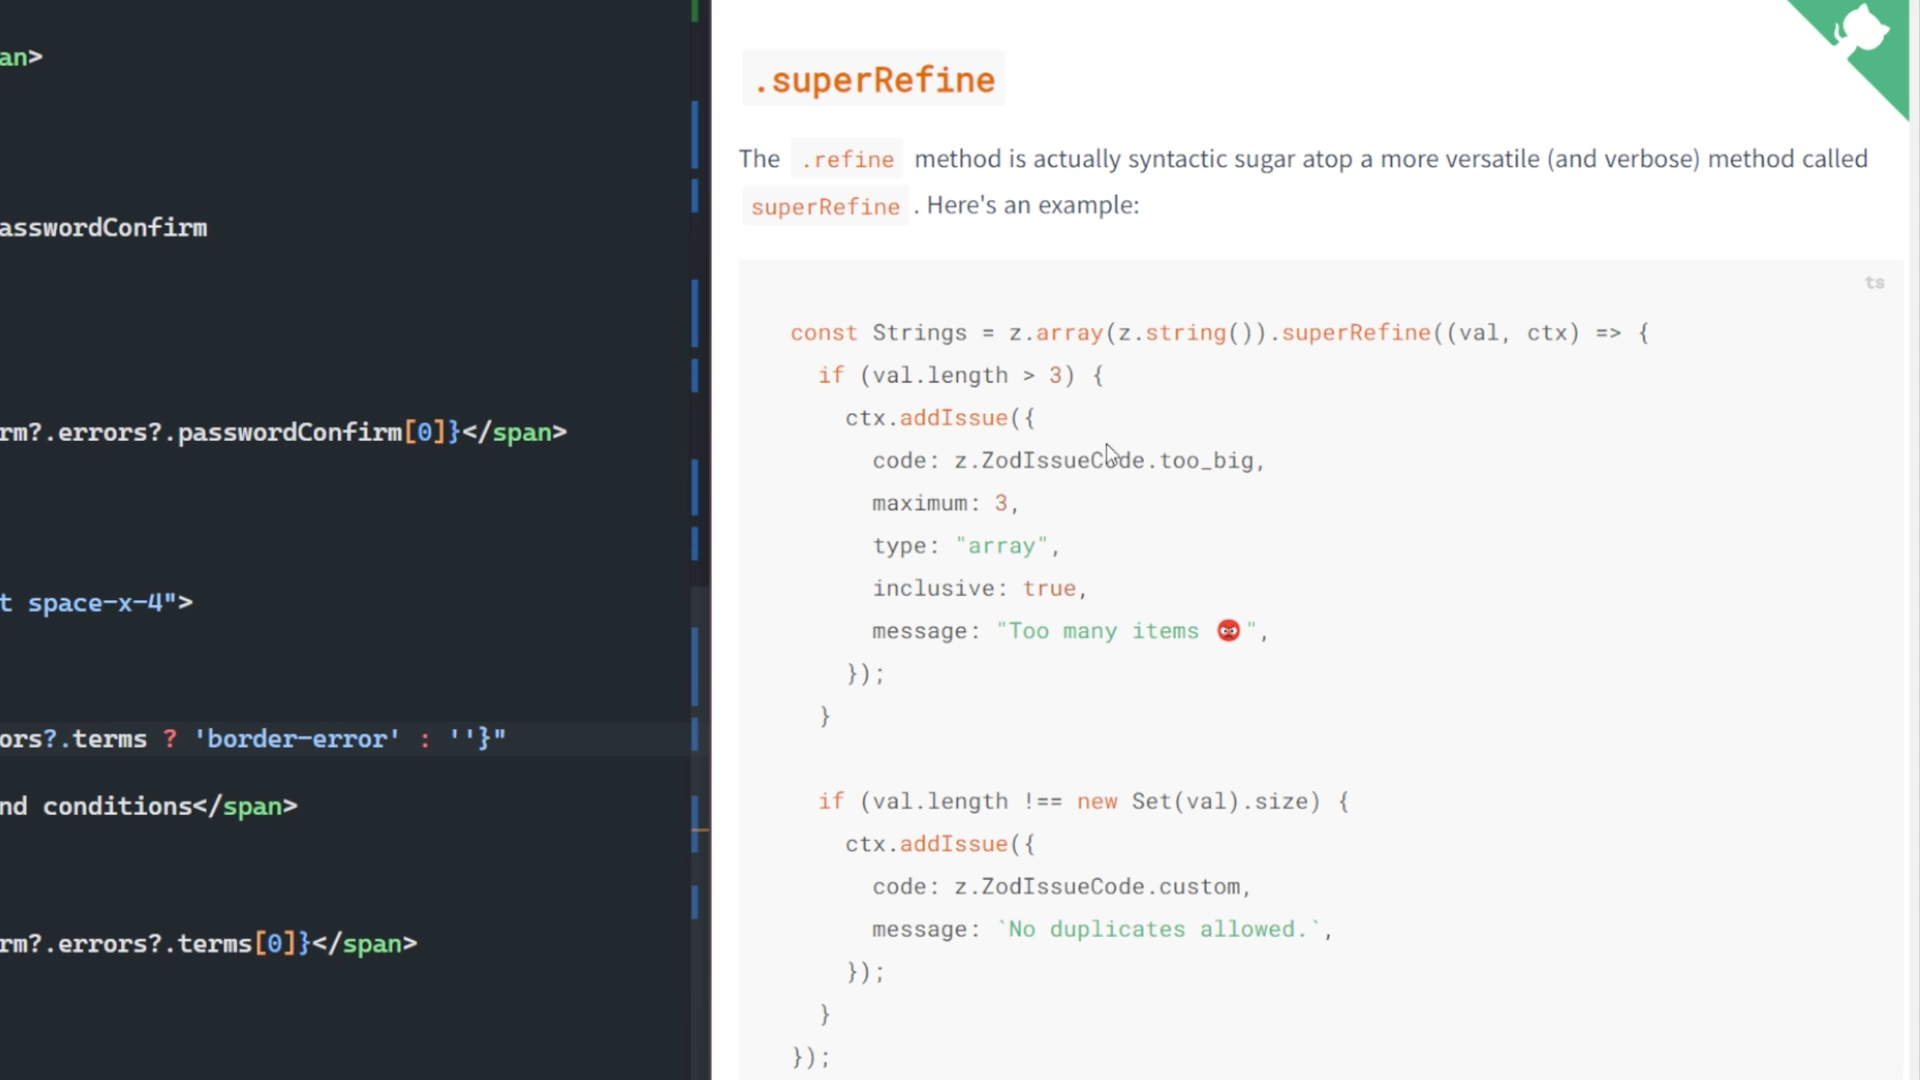 an>
asswordConfirm
rm?.errors?.passwordConfirm[0]}</span>
t space-x-4">
ors?.terms ? 'border-error' : ''}"
nd conditions</span>
rm?.errors?.terms[0]}</span>
.superRefine
The .refine method is actually syntactic sugar atop a more versatile (and verbose) method called
superRefine . Here's an example:
ts
const Strings = z.array(z.string()).superRefine((val, ctx) => {
  if (val.length > 3) {
    ctx.addIssue({
      code: z.ZodIssueCode.too_big,
      maximum: 3,
      type: "array",
      inclusive: true,
      message: "Too many items 😡",
    });
  }
  if (val.length !== new Set(val).size) {
    ctx.addIssue({
      code: z.ZodIssueCode.custom,
      message: `No duplicates allowed.`,
    });
  }
});